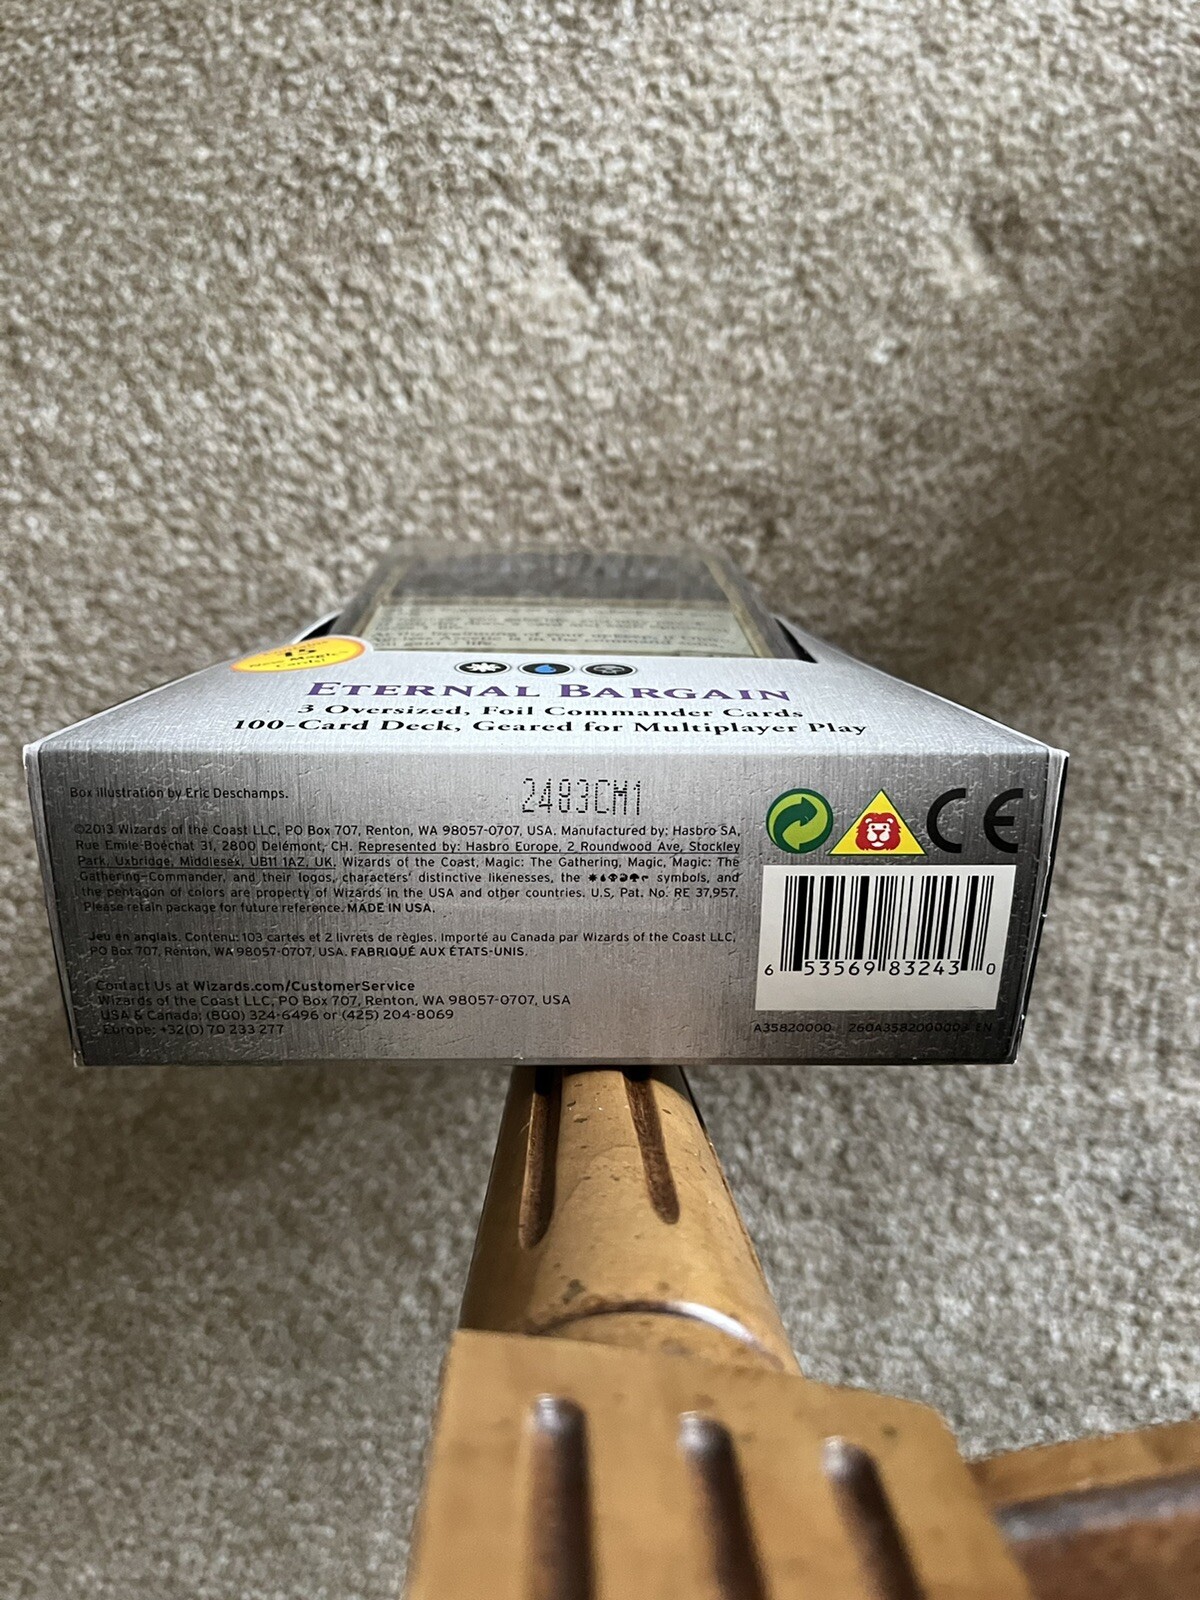 15
New Magic
Cards!
ETERNAL BARGAIN
3 Oversized, Foil Commander Cards
100-Card Deck, Geared for Multiplayer Play
Box illustration by Eric Deschamps.
2483CM1
©2013 Wizards of the Coast LLC, PO Box 707, Renton, WA 98057-0707, USA. Manufactured by: Hasbro SA,
Rue Emile-Boéchat 31, 2800 Delémont, CH. Represented by: Hasbro Europe, 2 Roundwood Ave, Stockley
Park, Uxbridge, Middlesex, UB11 1AZ, UK. Wizards of the Coast, Magic: The Gathering, Magic, Magic: The
Gathering–Commander, and their logos, characters' distinctive likenesses, the symbols, and
the pentagon of colors are property of Wizards in the USA and other countries. U.S. Pat. No. RE 37,957.
Please retain package for future reference. MADE IN USA.
Jeu en anglais. Contenu: 103 cartes et 2 livrets de règles. Importé au Canada par Wizards of the Coast LLC,
PO Box 707, Renton, WA 98057-0707, USA. FABRIQUÉ AUX ÉTATS-UNIS.
Contact Us at Wizards.com/CustomerService
Wizards of the Coast LLC, PO Box 707, Renton, WA 98057-0707, USA
USA & Canada: (800) 324-6496 or (425) 204-8069
Europe: +32(0) 70 233 277
CE
6 53569 83243 0
A35820000 260A3582000003 EN